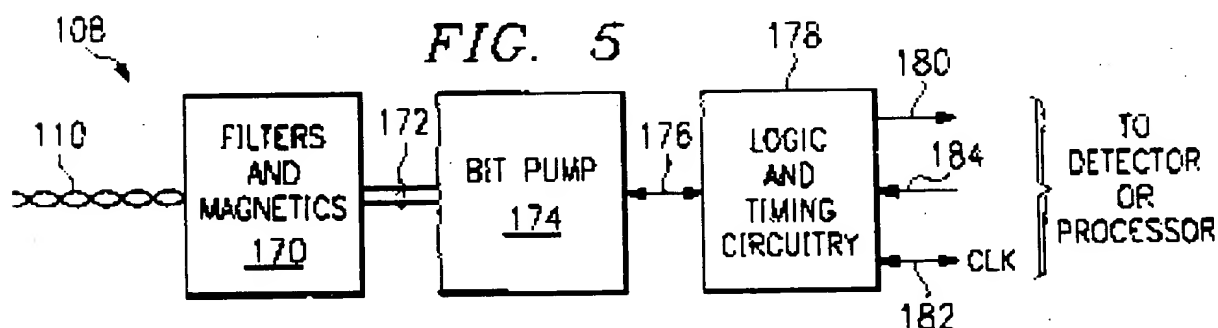 108
FIG. 5
178
180
110
FILTERS
AND
MAGNETICS
170
172
BIT PUMP
174
176
LOGIC
AND
TIMING
CIRCUITRY
184
CLK
182
TO
DETECTOR
OR
PROCESSOR